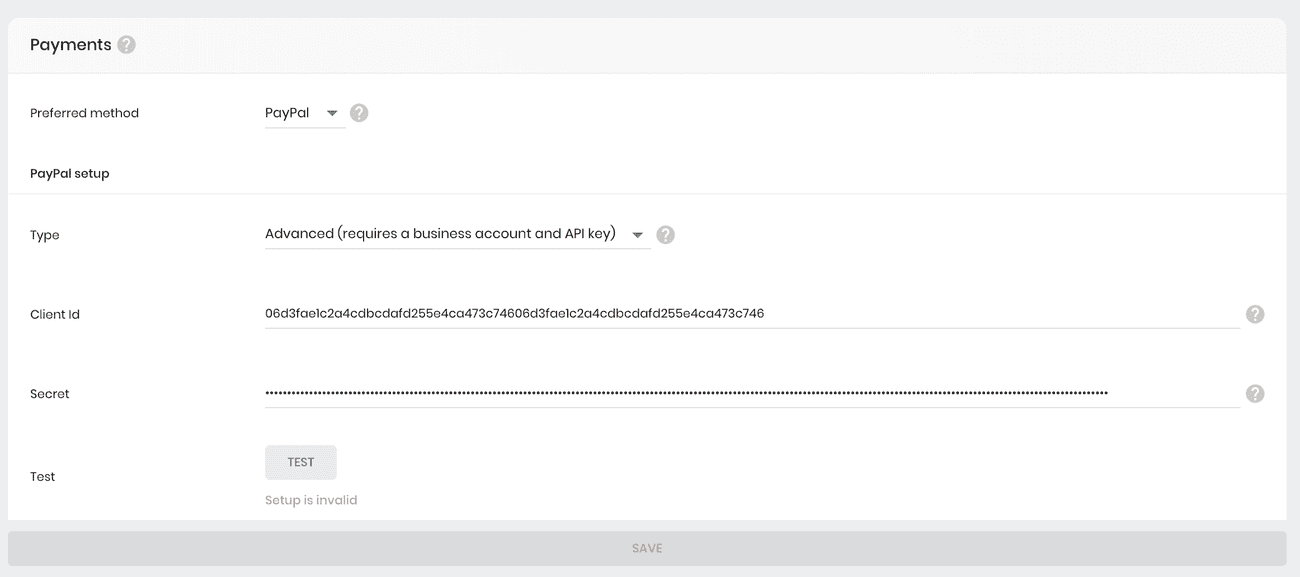 Payments ?
Preferred method PayPal ?
PayPal setup
Type Advanced (requires a business account and API key) ?
Client Id 06d3fae1c2a4cdbcdafd255e4ca473c74606d3fae1c2a4cdbcdafd255e4ca473c746 ?
Secret ?
TEST
Test
Setup is invalid
SAVE